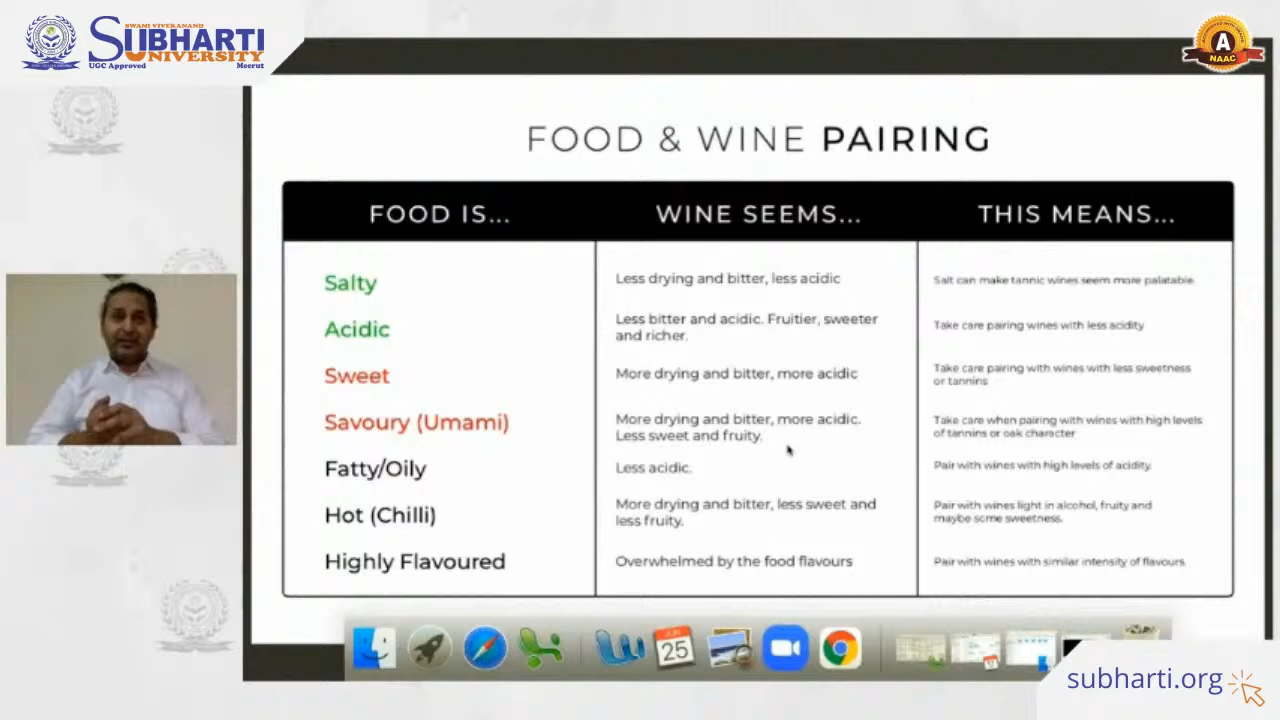 SWAMI VIVEKANAND
SUBHARTI
UNIVERSITY
UGC Approved Meerut
ACCREDITED WITH GRADE
A
NAAC
FOOD & WINE PAIRING
FOOD IS... WINE SEEMS... THIS MEANS...
Salty Less drying and bitter, less acidic Salt can make tannic wines seem more palatable.
Acidic Less bitter and acidic. Fruitier, sweeter Take care pairing wines with less acidity
and richer.
Sweet More drying and bitter, more acidic Take care pairing with wines with less sweetness
or tannins
Savoury (Umami) More drying and bitter, more acidic. Take care when pairing with wines with high levels
Less sweet and fruity. of tannins or oak character
Fatty/Oily Less acidic. Pair with wines with high levels of acidity.
Hot (Chilli) More drying and bitter, less sweet and Pair with wines light in alcohol, fruity and
less fruity. maybe some sweetness.
Highly Flavoured Overwhelmed by the food flavours Pair with wines with similar intensity of flavours.
JUN
25
subharti.org